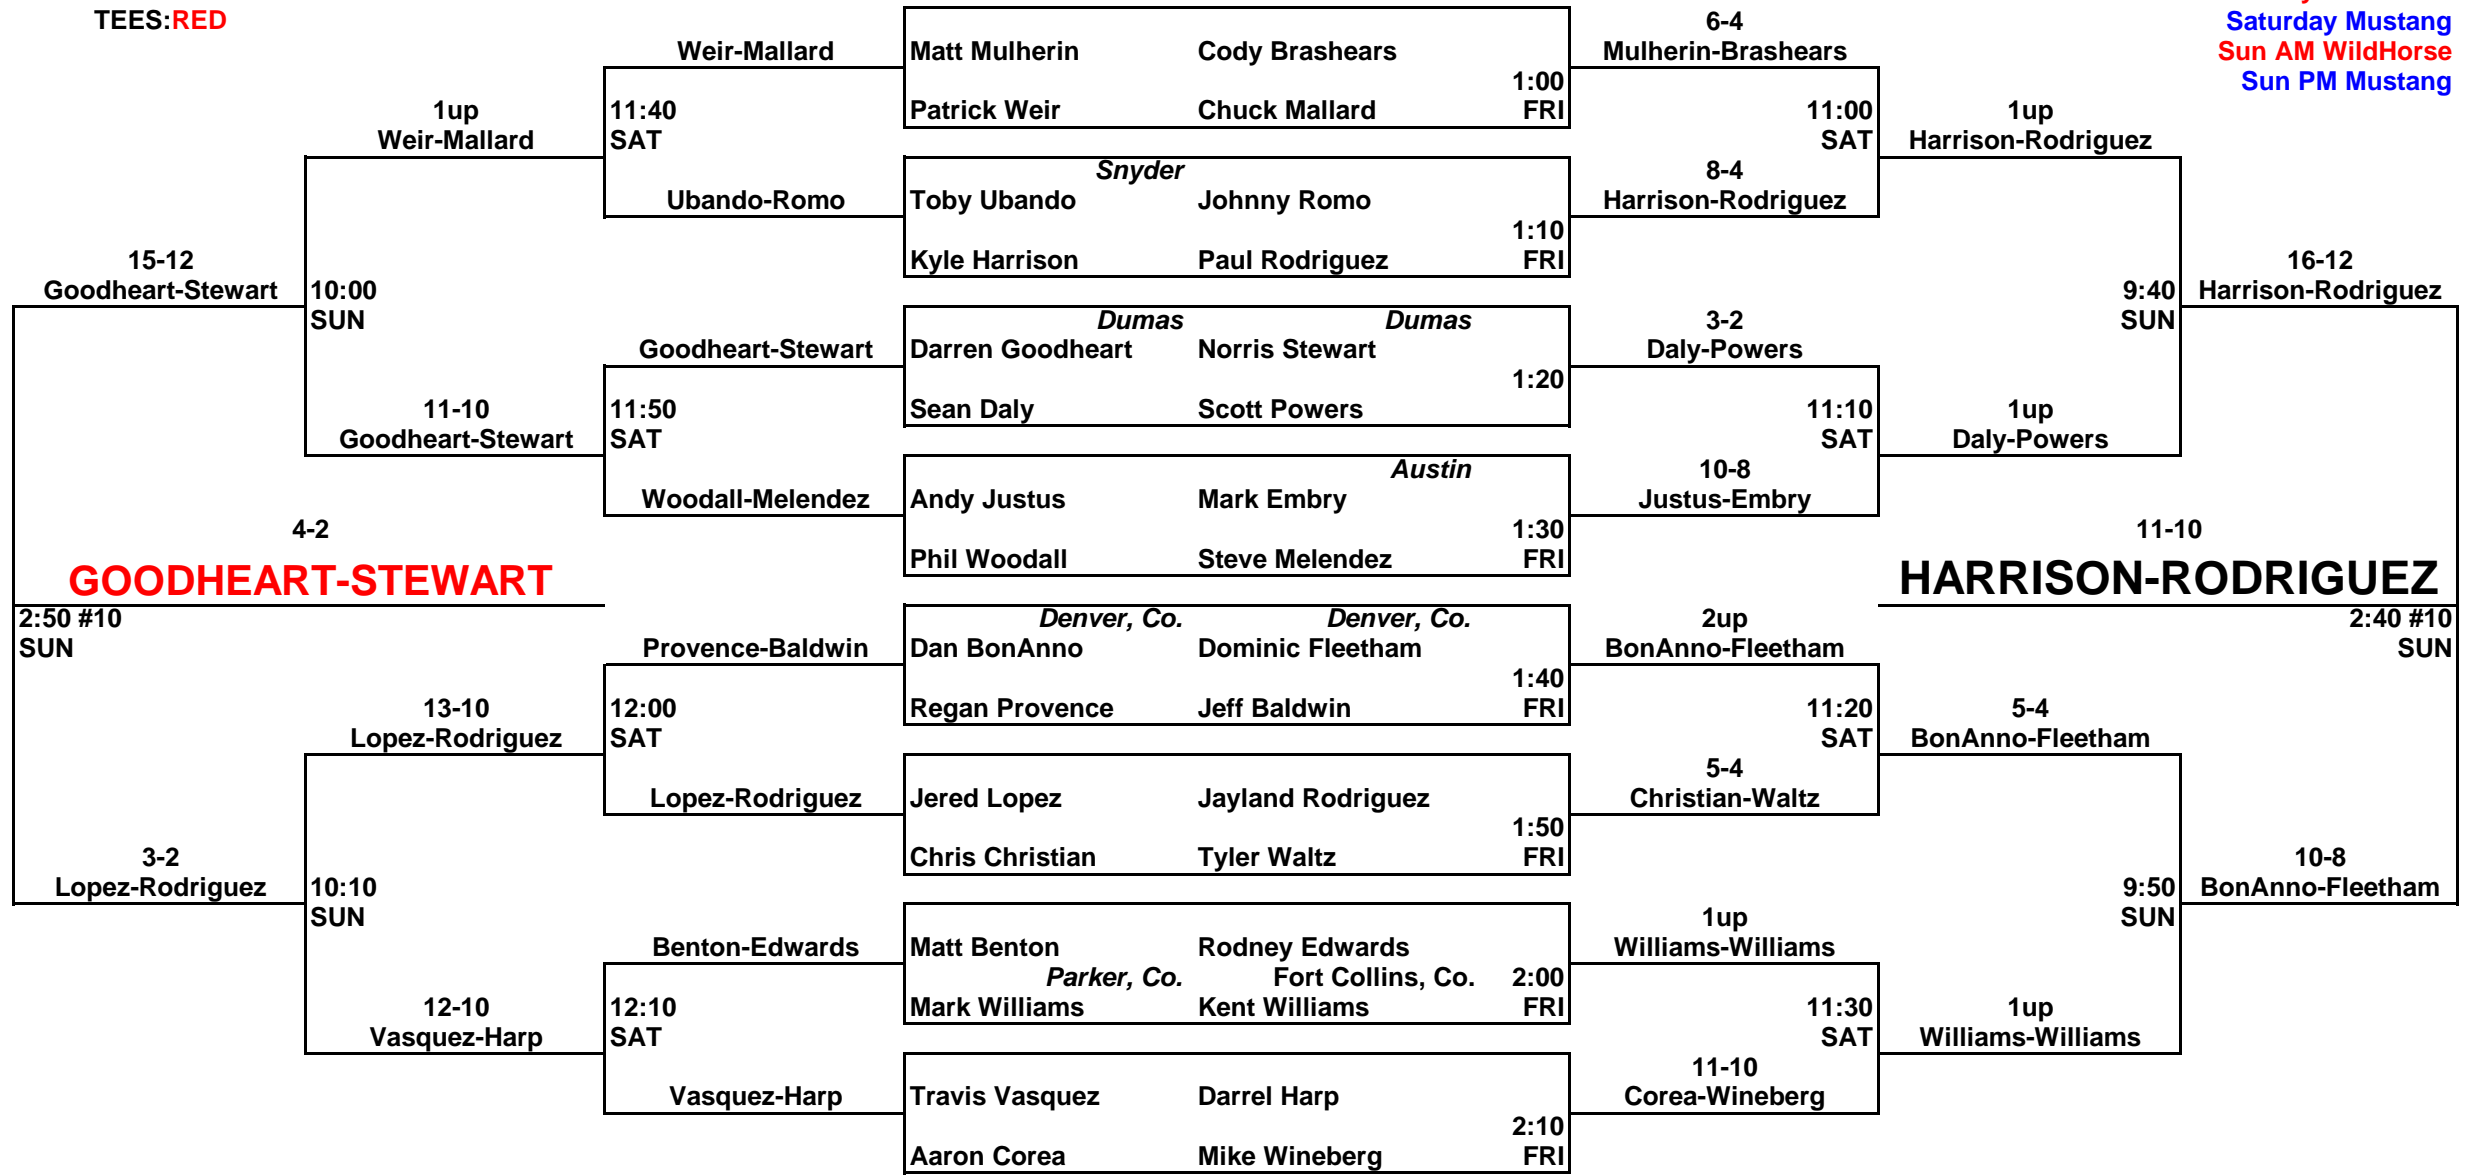 TEES:RED
Saturday Mustang
Sun AM WildHorse
Sun PM Mustang
Weir-Mallard
Matt Mulherin Cody Brashears
1:00
Patrick Weir Chuck Mallard FRI
6-4
Mulherin-Brashears
1up
Weir-Mallard
11:40
SAT
11:00
SAT
1up
Harrison-Rodriguez
Snyder
Ubando-Romo
Toby Ubando Johnny Romo
1:10
Kyle Harrison Paul Rodriguez FRI
8-4
Harrison-Rodriguez
15-12
Goodheart-Stewart
10:00
SUN
9:40
SUN
16-12
Harrison-Rodriguez
Dumas Dumas
Goodheart-Stewart
Darren Goodheart Norris Stewart
1:20
Sean Daly Scott Powers
3-2
Daly-Powers
11-10
Goodheart-Stewart
11:50
SAT
11:10
SAT
1up
Daly-Powers
Austin
Woodall-Melendez
Andy Justus Mark Embry
1:30
Phil Woodall Steve Melendez FRI
10-8
Justus-Embry
4-2
GOODHEART-STEWART
2:50 #10
SUN
11-10
HARRISON-RODRIGUEZ
2:40 #10
SUN
Denver, Co. Denver, Co.
Provence-Baldwin
Dan BonAnno Dominic Fleetham
1:40
Regan Provence Jeff Baldwin FRI
2up
BonAnno-Fleetham
13-10
Lopez-Rodriguez
12:00
SAT
11:20
SAT
5-4
BonAnno-Fleetham
Lopez-Rodriguez
Jered Lopez Jayland Rodriguez
1:50
Chris Christian Tyler Waltz FRI
5-4
Christian-Waltz
3-2
Lopez-Rodriguez
10:10
SUN
9:50
SUN
10-8
BonAnno-Fleetham
Benton-Edwards
Matt Benton Rodney Edwards
Parker, Co. Fort Collins, Co. 2:00
Mark Williams Kent Williams FRI
1up
Williams-Williams
12-10
Vasquez-Harp
12:10
SAT
11:30
SAT
1up
Williams-Williams
Vasquez-Harp
Travis Vasquez Darrel Harp
2:10
Aaron Corea Mike Wineberg FRI
11-10
Corea-Wineberg